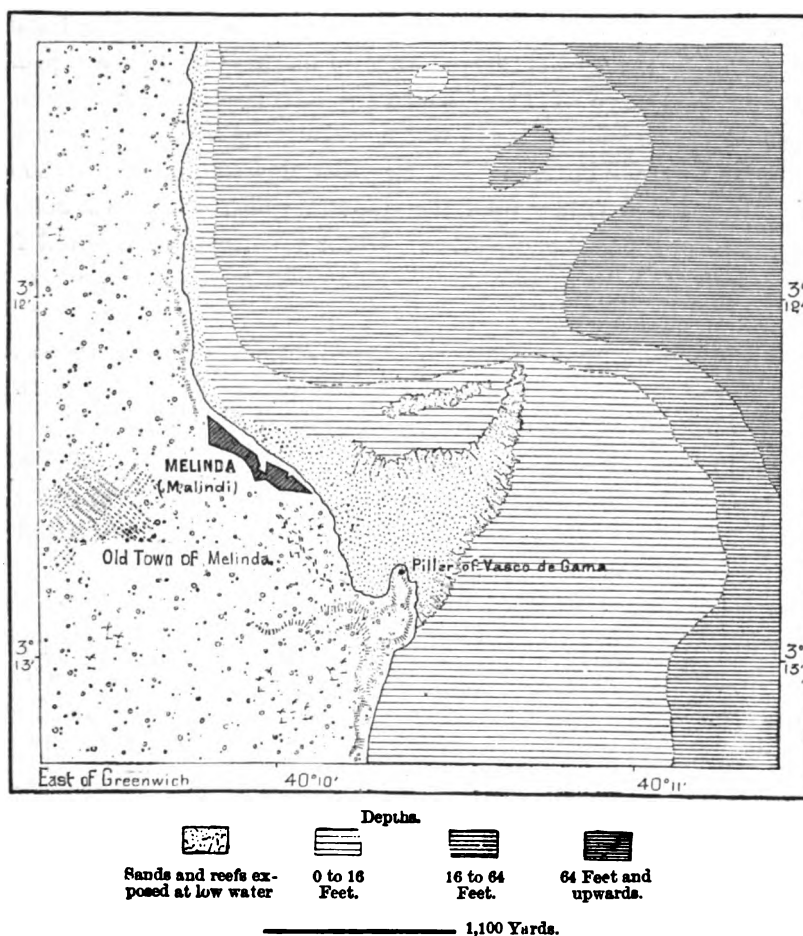 3°
12'
3°
12'
MELINDA
(Malindi)
Old Town of Melinda.
Pillar of Vasco de Gama
3°
13'
3°
13'
East of Greenwich
40°10'
40°11'
Depths.
Sands and reefs ex-
posed at low water
0 to 16
Feet.
16 to 64
Feet.
64 Feet and
upwards.
1,100 Yards.